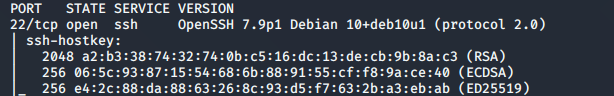 PORT   STATE SERVICE VERSION
22/tcp open  ssh     OpenSSH 7.9p1 Debian 10+deb10u1 (protocol 2.0)
| ssh-hostkey:
|   2048 a2:b3:38:74:32:74:0b:c5:16:dc:13:de:cb:9b:8a:c3 (RSA)
|   256 06:5c:93:87:15:54:68:6b:88:91:55:cf:f8:9a:ce:40 (ECDSA)
|_  256 e4:2c:88:da:88:63:26:8c:93:d5:f7:63:2b:a3:eb:ab (ED25519)